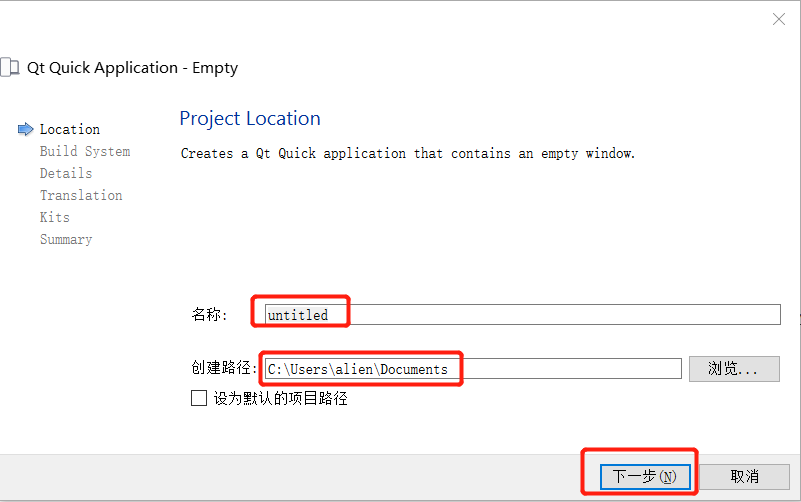 Qt Quick Application - Empty
Location
Build System
Details
Translation
Kits
Summary
Project Location
Creates a Qt Quick application that contains an empty window.
名称: untitled
创建路径: C:\Users\alien\Documents 浏览...
设为默认的项目路径
下一步(N) 取消